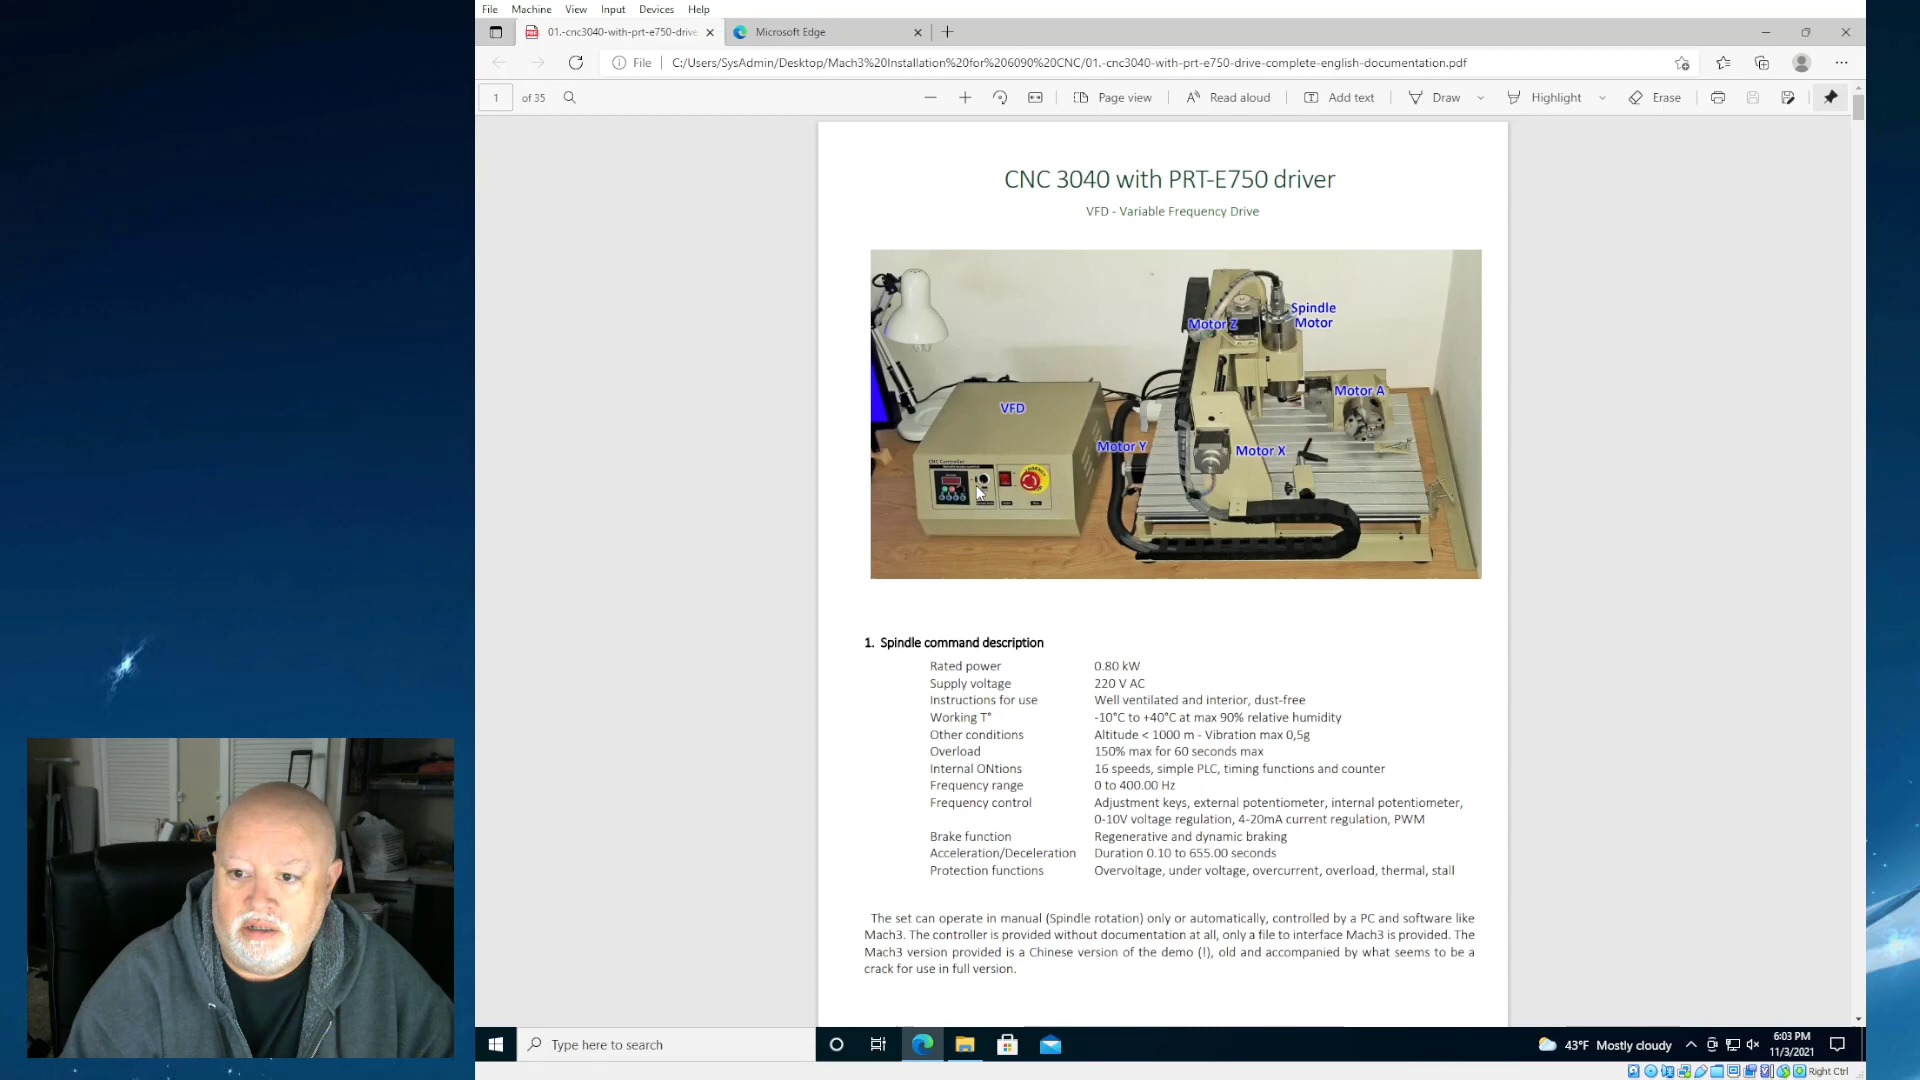 File Machine View Input Devices Help
01.-cnc3040-with-prt-e750-drive Microsoft Edge
File C:/Users/SysAdmin/Desktop/Mach3%20Installation%20for%206090%20CNC/01.-cnc3040-with-prt-e750-drive-complete-english-documentation.pdf
1 of 35 Page view Read aloud Add text Draw Highlight Erase
CNC 3040 with PRT-E750 driver
VFD - Variable Frequency Drive
Spindle
Motor
Motor Z
Motor A
VFD
Motor Y
Motor X
CNC Controller
1. Spindle command description
Rated power 0.80 kW
Supply voltage 220 V AC
Instructions for use Well ventilated and interior, dust-free
Working T° -10°C to +40°C at max 90% relative humidity
Other conditions Altitude < 1000 m - Vibration max 0,5g
Overload 150% max for 60 seconds max
Internal ONtions 16 speeds, simple PLC, timing functions and counter
Frequency range 0 to 400.00 Hz
Frequency control Adjustment keys, external potentiometer, internal potentiometer,
0-10V voltage regulation, 4-20mA current regulation, PWM
Brake function Regenerative and dynamic braking
Acceleration/Deceleration Duration 0.10 to 655.00 seconds
Protection functions Overvoltage, under voltage, overcurrent, overload, thermal, stall
The set can operate in manual (Spindle rotation) only or automatically, controlled by a PC and software like
Mach3. The controller is provided without documentation at all, only a file to interface Mach3 is provided. The
Mach3 version provided is a Chinese version of the demo (!), old and accompanied by what seems to be a
crack for use in full version.
Type here to search
43°F Mostly cloudy
6:03 PM
11/3/2021
Right Ctrl